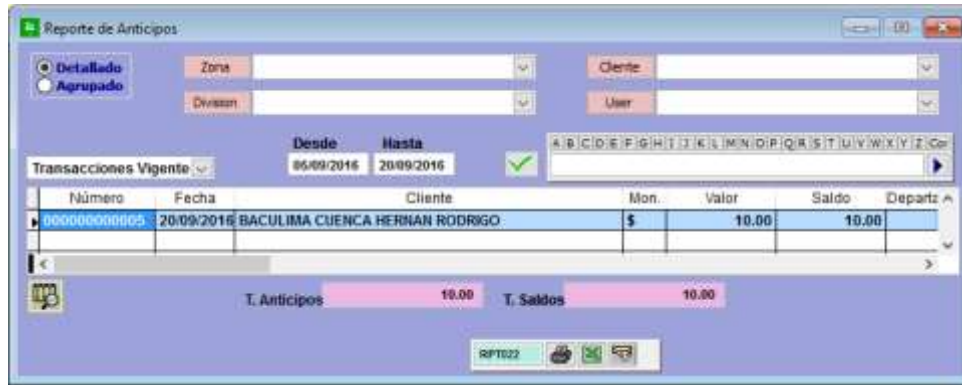 Reporte de Anticipos
Detallado Zona Cliente
Agrupado
Division User
Desde Hasta A B C D E F G H I J K L M N O P Q R S T U V W X Y Z Cor
Transacciones Vigente 06/09/2016 20/09/2016
Número Fecha Cliente Mon. Valor Saldo Departa
000000000005 20/09/2016 BACULIMA CUENCA HERNAN RODRIGO $ 10.00 10.00
T. Anticipos 10.00 T. Saldos 10.00
RPT022